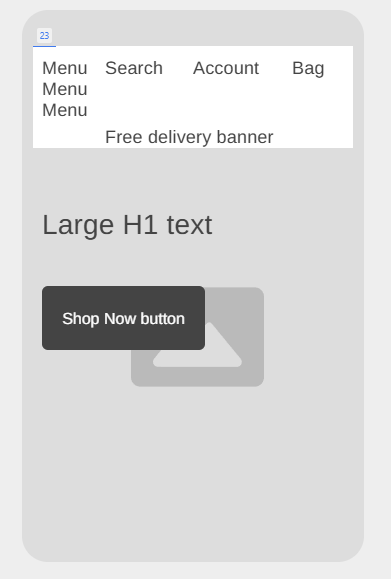 23
Menu Search Account Bag
Menu
Menu
Free delivery banner
Large H1 text
Shop Now button